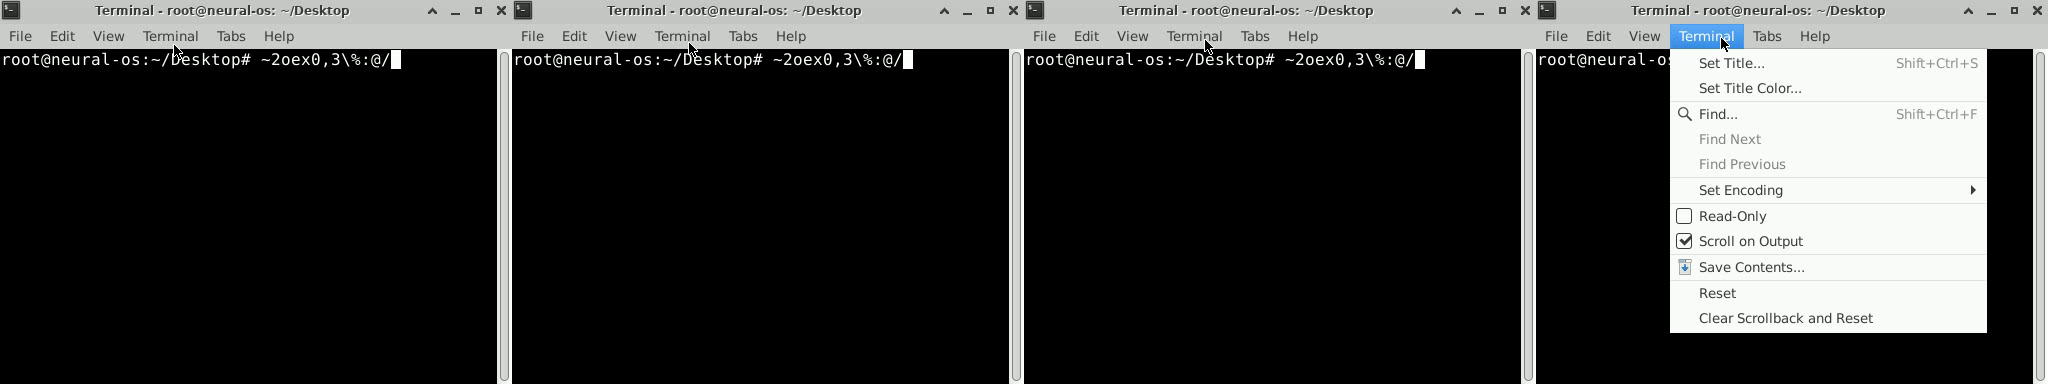 Terminal - root@neural-os: ~/Desktop
File Edit View Terminal Tabs Help
root@neural-os:~/Desktop# ~2oex0,3\%:@/
Terminal - root@neural-os: ~/Desktop
File Edit View Terminal Tabs Help
root@neural-os:~/Desktop# ~2oex0,3\%:@/
Terminal - root@neural-os: ~/Desktop
File Edit View Terminal Tabs Help
root@neural-os:~/Desktop# ~2oex0,3\%:@/
Terminal - root@neural-os: ~/Desktop
File Edit View Terminal Tabs Help
root@neural-os
Set Title... Shift+Ctrl+S
Set Title Color...
Find... Shift+Ctrl+F
Find Next
Find Previous
Set Encoding
Read-Only
Scroll on Output
Save Contents...
Reset
Clear Scrollback and Reset